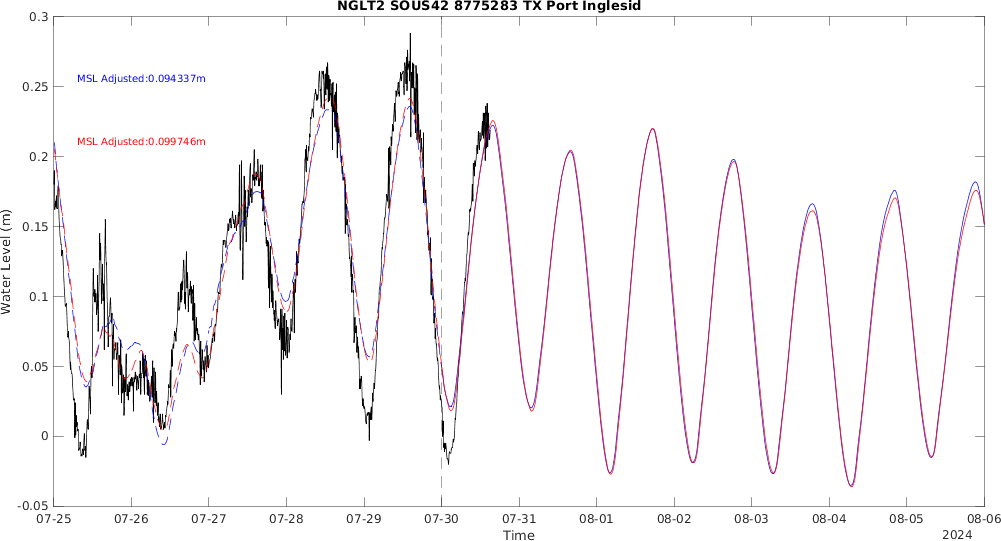 NGLT2 SOUS42 8775283 TX Port Inglesid
0.3
0.25
0.2
0.15
0.1
0.05
0
-0.05
Water Level (m)
MSL Adjusted:0.094337m
MSL Adjusted:0.099746m
07-25 07-26 07-27 07-28 07-29 07-30 07-31 08-01 08-02 08-03 08-04 08-05 08-06
Time
2024